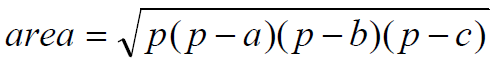 area = √p(p − a)(p − b)(p − c)